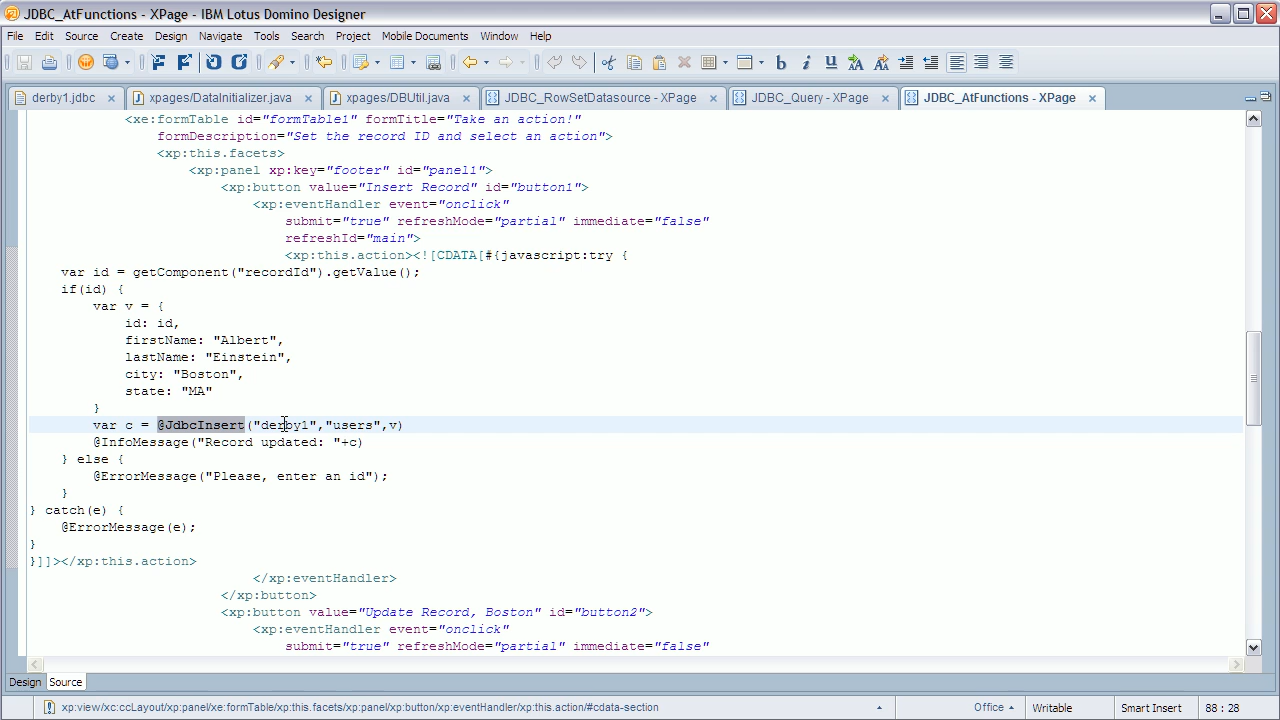 JDBC_AtFunctions - XPage - IBM Lotus Domino Designer
File Edit Source Create Design Navigate Tools Search Project Mobile Documents Window Help
b i u
derby1.jdbc xpages/DataInitializer.java xpages/DBUtil.java JDBC_RowSetDatasource - XPage JDBC_Query - XPage JDBC_AtFunctions - XPage
<xe:formTable id="formTable1" formTitle="Take an action!"
formDescription="Set the record ID and select an action">
<xp:this.facets>
<xp:panel xp:key="footer" id="panel1">
<xp:button value="Insert Record" id="button1">
<xp:eventHandler event="onclick"
submit="true" refreshMode="partial" immediate="false"
refreshId="main">
<xp:this.action><![CDATA[#{javascript:try {
var id = getComponent("recordId").getValue();
if(id) {
var v = {
id: id,
firstName: "Albert",
lastName: "Einstein",
city: "Boston",
state: "MA"
}
var c = @JdbcInsert("derby1","users",v)
@InfoMessage("Record updated: "+c)
} else {
@ErrorMessage("Please, enter an id");
}
} catch(e) {
@ErrorMessage(e);
}
}]]></xp:this.action>
</xp:eventHandler>
</xp:button>
<xp:button value="Update Record, Boston" id="button2">
<xp:eventHandler event="onclick"
submit="true" refreshMode="partial" immediate="false"
Design Source
xp:view/xc:ccLayout/xp:panel/xe:formTable/xp:this.facets/xp:panel/xp:button/xp:eventHandler/xp:this.action/#cdata-section Office Writable Smart Insert 88 : 28